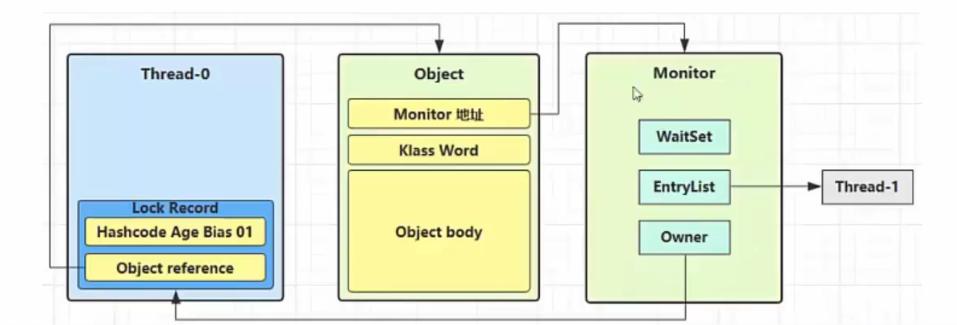 Thread-0
Lock Record
Hashcode Age Bias 01
Object reference
Object
Monitor 地址
Klass Word
Object body
Monitor
WaitSet
EntryList
Owner
Thread-1